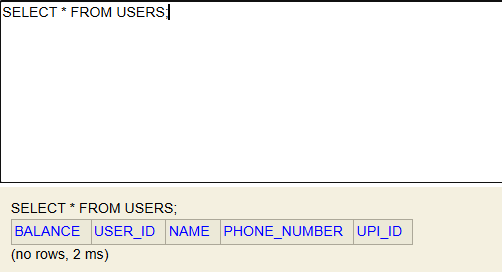 SELECT * FROM USERS;
SELECT * FROM USERS;
BALANCE USER_ID NAME PHONE_NUMBER UPI_ID
(no rows, 2 ms)